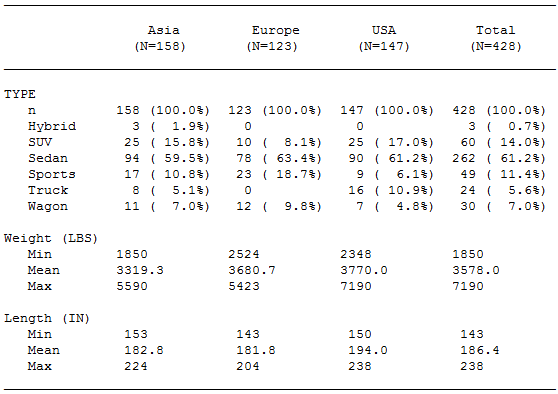 Asia Europe USA Total
(N=158) (N=123) (N=147) (N=428)
TYPE
n 158 (100.0%) 123 (100.0%) 147 (100.0%) 428 (100.0%)
Hybrid 3 ( 1.9%) 0 0 3 ( 0.7%)
SUV 25 ( 15.8%) 10 ( 8.1%) 25 ( 17.0%) 60 ( 14.0%)
Sedan 94 ( 59.5%) 78 ( 63.4%) 90 ( 61.2%) 262 ( 61.2%)
Sports 17 ( 10.8%) 23 ( 18.7%) 9 ( 6.1%) 49 ( 11.4%)
Truck 8 ( 5.1%) 0 16 ( 10.9%) 24 ( 5.6%)
Wagon 11 ( 7.0%) 12 ( 9.8%) 7 ( 4.8%) 30 ( 7.0%)
Weight (LBS)
Min 1850 2524 2348 1850
Mean 3319.3 3680.7 3770.0 3578.0
Max 5590 5423 7190 7190
Length (IN)
Min 153 143 150 143
Mean 182.8 181.8 194.0 186.4
Max 224 204 238 238